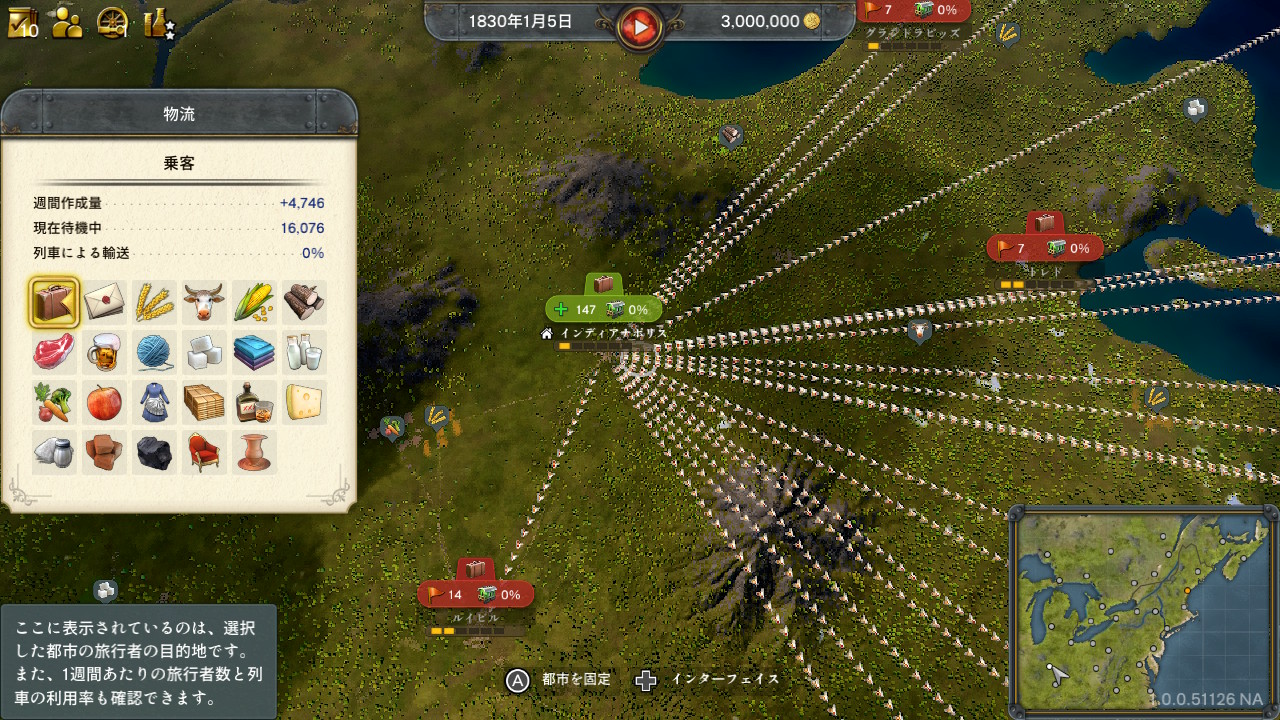 10
1830年1月5日
3,000,000
7 0%
グランドラピッズ
物流
乗客
週間作成量 +4,746
現在待機中 16,076
列車による輸送 0%
7 0%
トレド
147 0%
インディアナポリス
14 0%
ルイビル
ここに表示されているのは、選択
した都市の旅行者の目的地です。
また、1週間あたりの旅行者数と列
車の利用率も確認できます。
A 都市を固定 インターフェイス
1.0.0.51126 NA